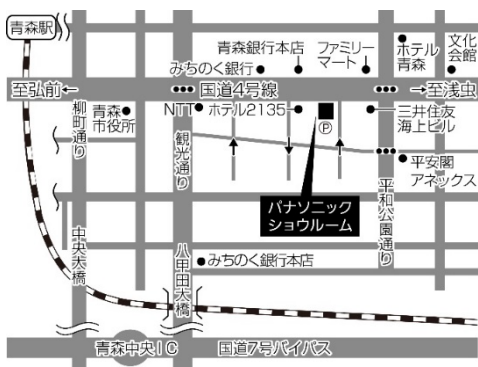 青森駅
青森銀行本店
ファミリー
マート
ホテル
青森
文化
会館
みちのく銀行
至弘前←
国道4号線
→至浅虫
柳町通り
青森
市役所
NTT
ホテル2135
P
三井住友
海上ビル
観光通り
平安閣
アネックス
パナソニック
ショウルーム
平和公園通り
中央大橋
八甲田大橋
みちのく銀行本店
青森中央IC
国道7号バイパス